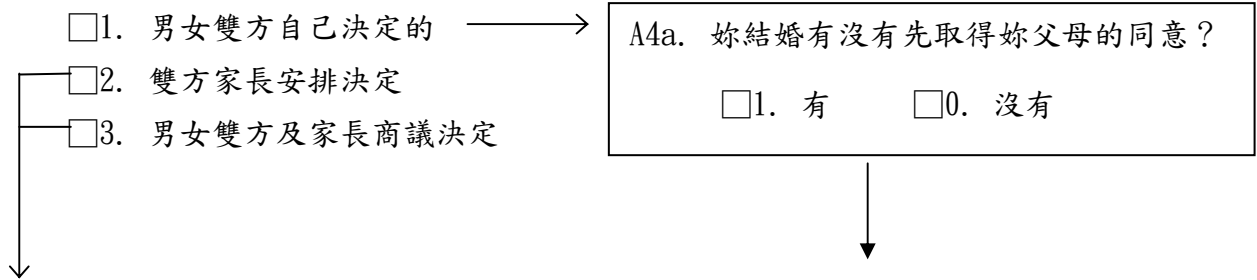 □1. 男女雙方自己決定的
□2. 雙方家長安排決定
□3. 男女雙方及家長商議決定
A4a. 妳結婚有沒有先取得妳父母的同意？
□1. 有 □0. 沒有